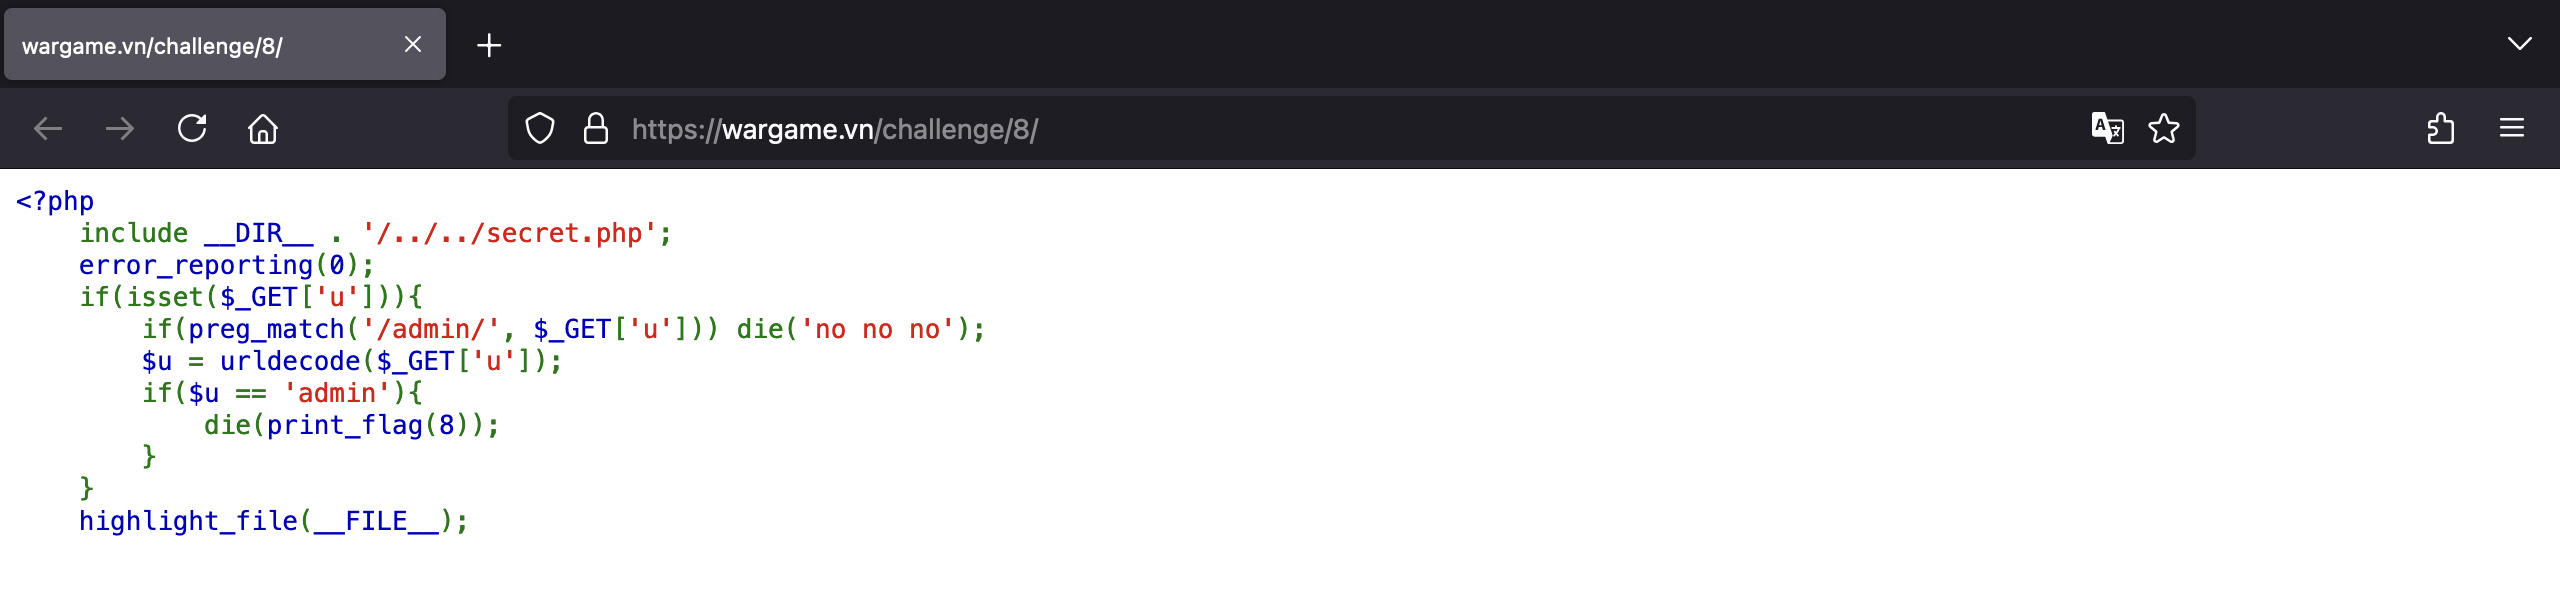 wargame.vn/challenge/8/
https://wargame.vn/challenge/8/
<?php
    include __DIR__ . '/../../secret.php';
    error_reporting(0);
    if(isset($_GET['u'])){
        if(preg_match('/admin/', $_GET['u'])) die('no no no');
        $u = urldecode($_GET['u']);
        if($u == 'admin'){
            die(print_flag(8));
        }
    }
    highlight_file(__FILE__);